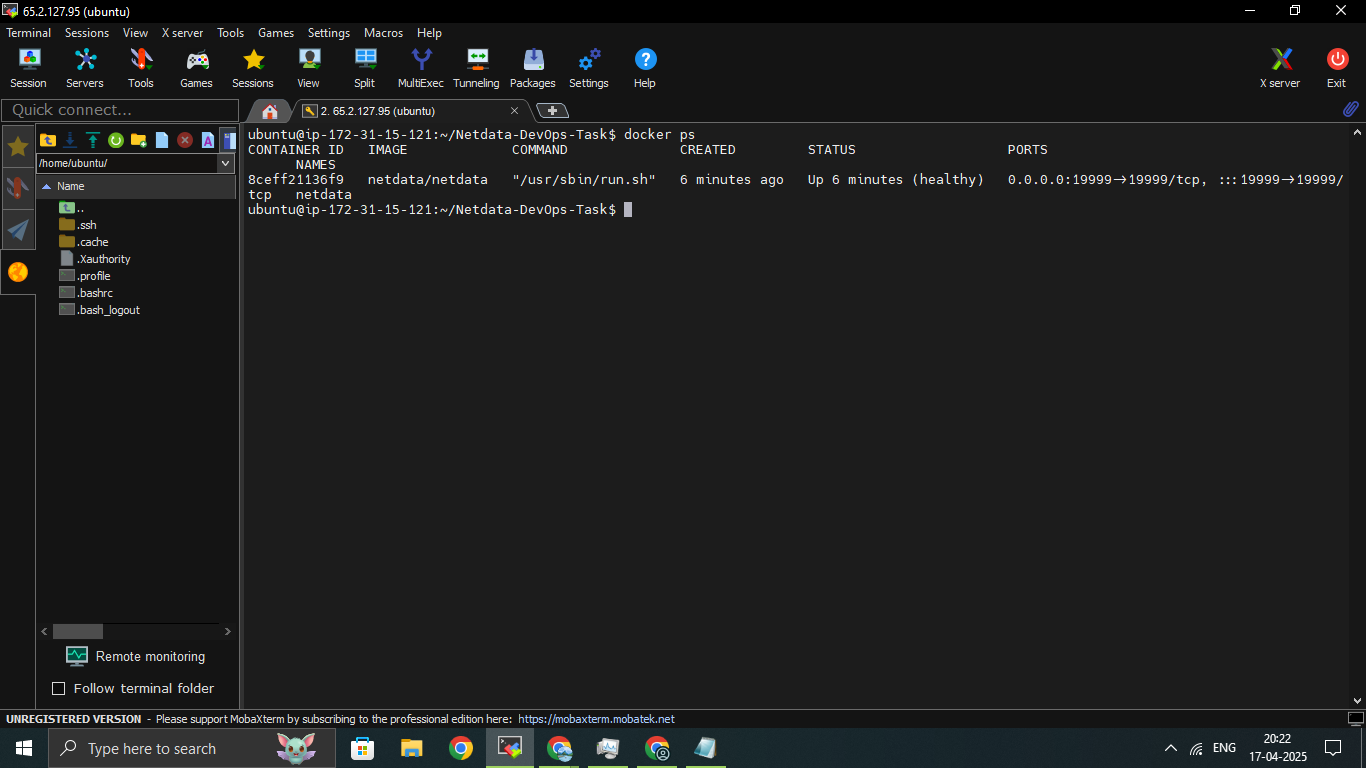 65.2.127.95 (ubuntu)
Terminal Sessions View X server Tools Games Settings Macros Help
Session Servers Tools Games Sessions View Split MultiExec Tunneling Packages Settings Help X server Exit
Quick connect...
2. 65.2.127.95 (ubuntu)
/home/ubuntu/
Name
..
.ssh
.cache
.Xauthority
.profile
.bashrc
.bash_logout
Remote monitoring
Follow terminal folder
ubuntu@ip-172-31-15-121:~/Netdata-DevOps-Task$ docker ps
CONTAINER ID   IMAGE             COMMAND              CREATED         STATUS                   PORTS
      NAMES
8ceff21136f9   netdata/netdata   "/usr/sbin/run.sh"   6 minutes ago   Up 6 minutes (healthy)   0.0.0.0:19999->19999/tcp, :::19999->19999/
tcp   netdata
ubuntu@ip-172-31-15-121:~/Netdata-DevOps-Task$
UNREGISTERED VERSION - Please support MobaXterm by subscribing to the professional edition here: https://mobaxterm.mobatek.net
Type here to search
ENG
20:22
17-04-2025